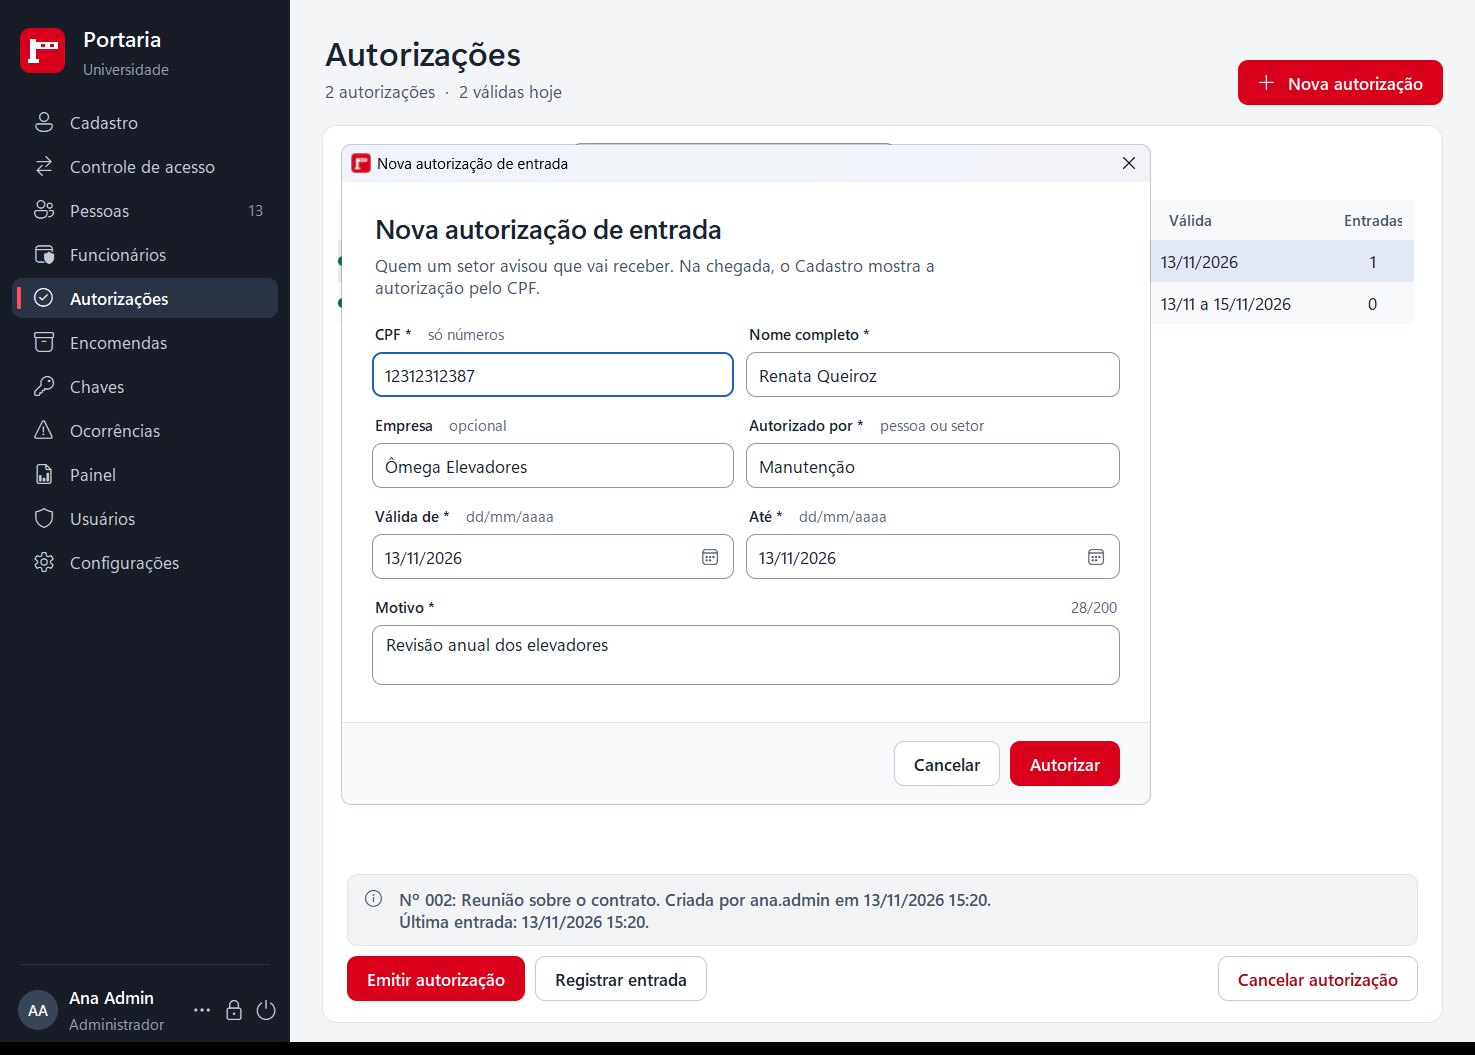 Portaria
Universidade
Cadastro
Controle de acesso
Pessoas 13
Funcionários
Autorizações
Encomendas
Chaves
Ocorrências
Painel
Usuários
Configurações
AA
Ana Admin
Administrador
Autorizações
2 autorizações · 2 válidas hoje
+ Nova autorização
Válida Entradas
13/11/2026 1
13/11 a 15/11/2026 0
Nova autorização de entrada
Nova autorização de entrada
Quem um setor avisou que vai receber. Na chegada, o Cadastro mostra a
autorização pelo CPF.
CPF * só números
12312312387
Nome completo *
Renata Queiroz
Empresa opcional
Ômega Elevadores
Autorizado por * pessoa ou setor
Manutenção
Válida de * dd/mm/aaaa
13/11/2026
Até * dd/mm/aaaa
13/11/2026
Motivo * 28/200
Revisão anual dos elevadores
Cancelar
Autorizar
Nº 002: Reunião sobre o contrato. Criada por ana.admin em 13/11/2026 15:20.
Última entrada: 13/11/2026 15:20.
Emitir autorização
Registrar entrada
Cancelar autorização